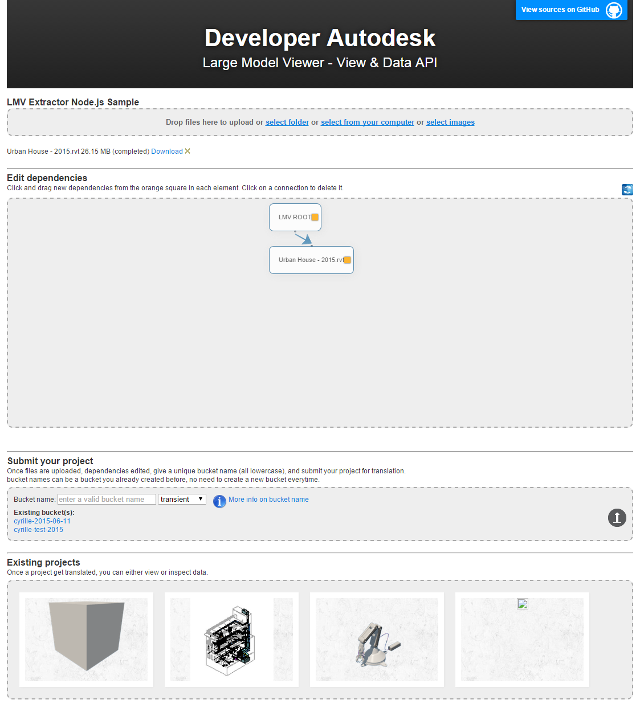 View sources on GitHub
Developer Autodesk
Large Model Viewer - View & Data API
LMV Extractor Node.js Sample
Drop files here to upload or select folder or select from your computer or select images
Urban House - 2015.rvt 26.15 MB (completed) Download
Edit dependencies
Click and drag new dependencies from the orange square in each element. Click on a connection to delete it
LMV ROOT
Urban House - 2015.rvt
Submit your project
Once files are uploaded, dependencies edited, give a unique bucket name (all lowercase), and submit your project for translation
bucket names can be a bucket you already created before, no need to create a new bucket everytime.
Bucket name: enter a valid bucket name transient More info on bucket name
Existing bucket(s):
cyrille-2015-06-11
cyrille-test-2015
Existing projects
Once a project get translated, you can either view or inspect data.